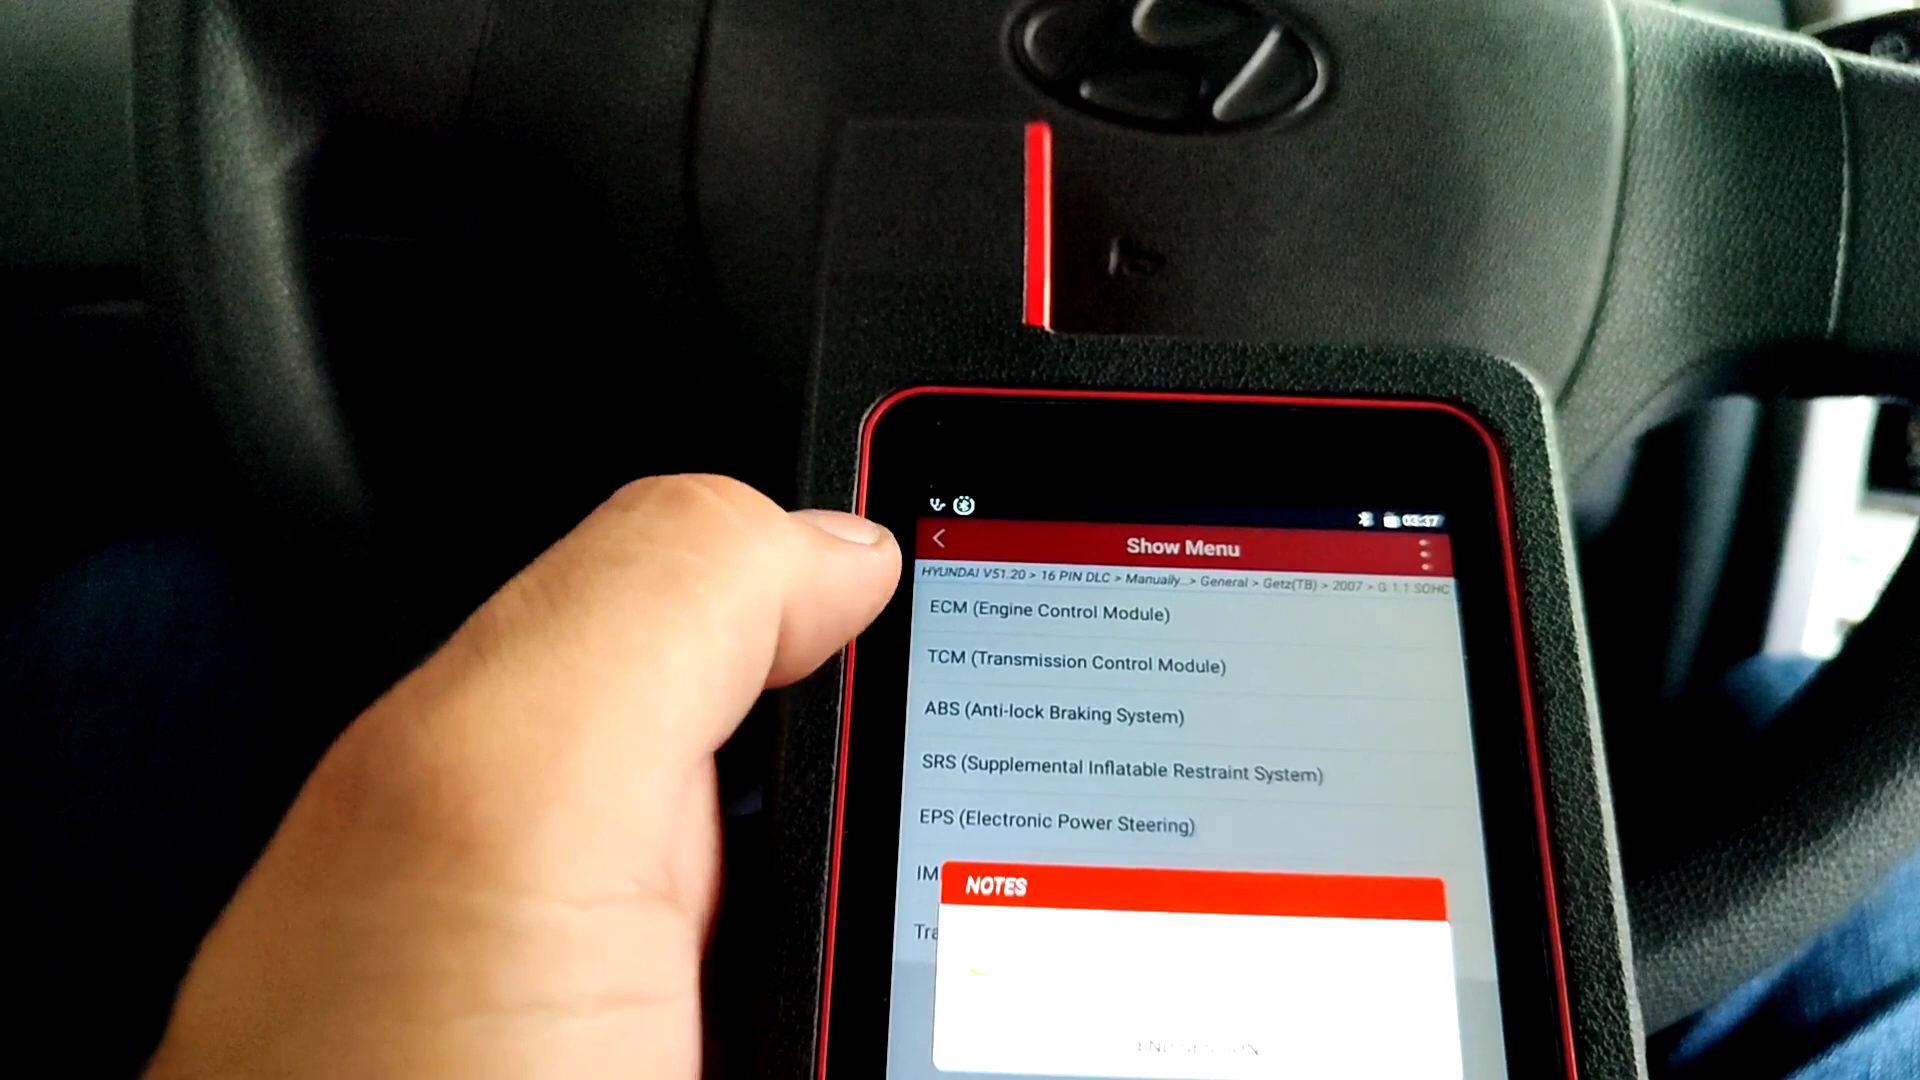 03:37
Show Menu
HYUNDAI V51.20 > 16 PIN DLC > Manually...> General > Getz(TB) > 2007 > G 1.1 SOHC
ECM (Engine Control Module)
TCM (Transmission Control Module)
ABS (Anti-lock Braking System)
SRS (Supplemental Inflatable Restraint System)
EPS (Electronic Power Steering)
IM
Tra
NOTES